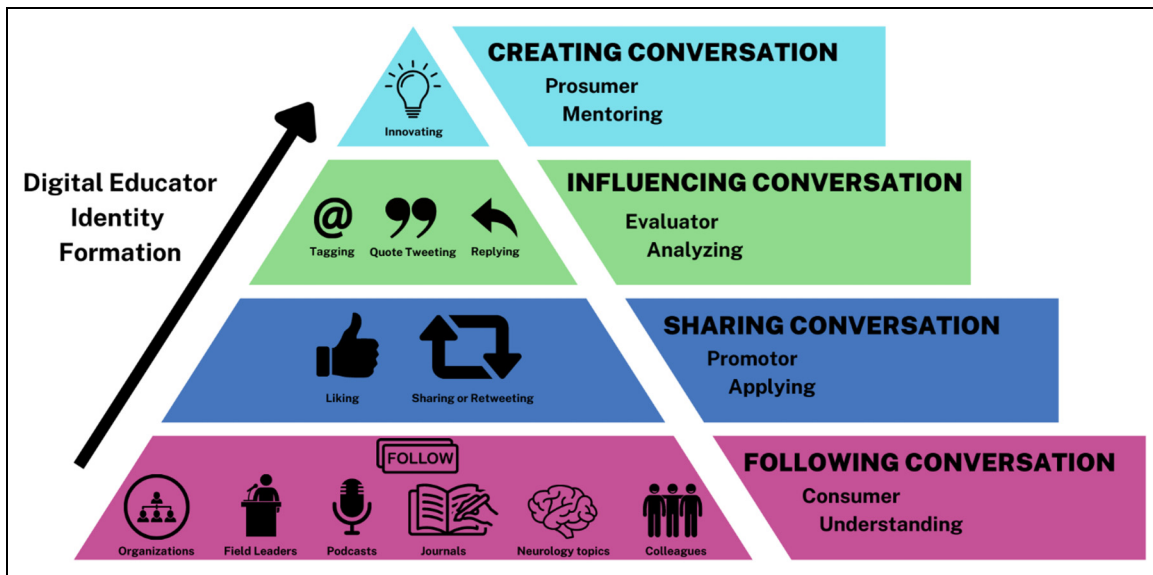 CREATING CONVERSATION
Prosumer
Mentoring
Innovating
Digital Educator
Identity
Formation
INFLUENCING CONVERSATION
Evaluator
Analyzing
@
Tagging
Quote Tweeting
Replying
SHARING CONVERSATION
Promotor
Applying
Liking
Sharing or Retweeting
FOLLOWING CONVERSATION
Consumer
Understanding
FOLLOW
Organizations
Field Leaders
Podcasts
Journals
Neurology topics
Colleagues